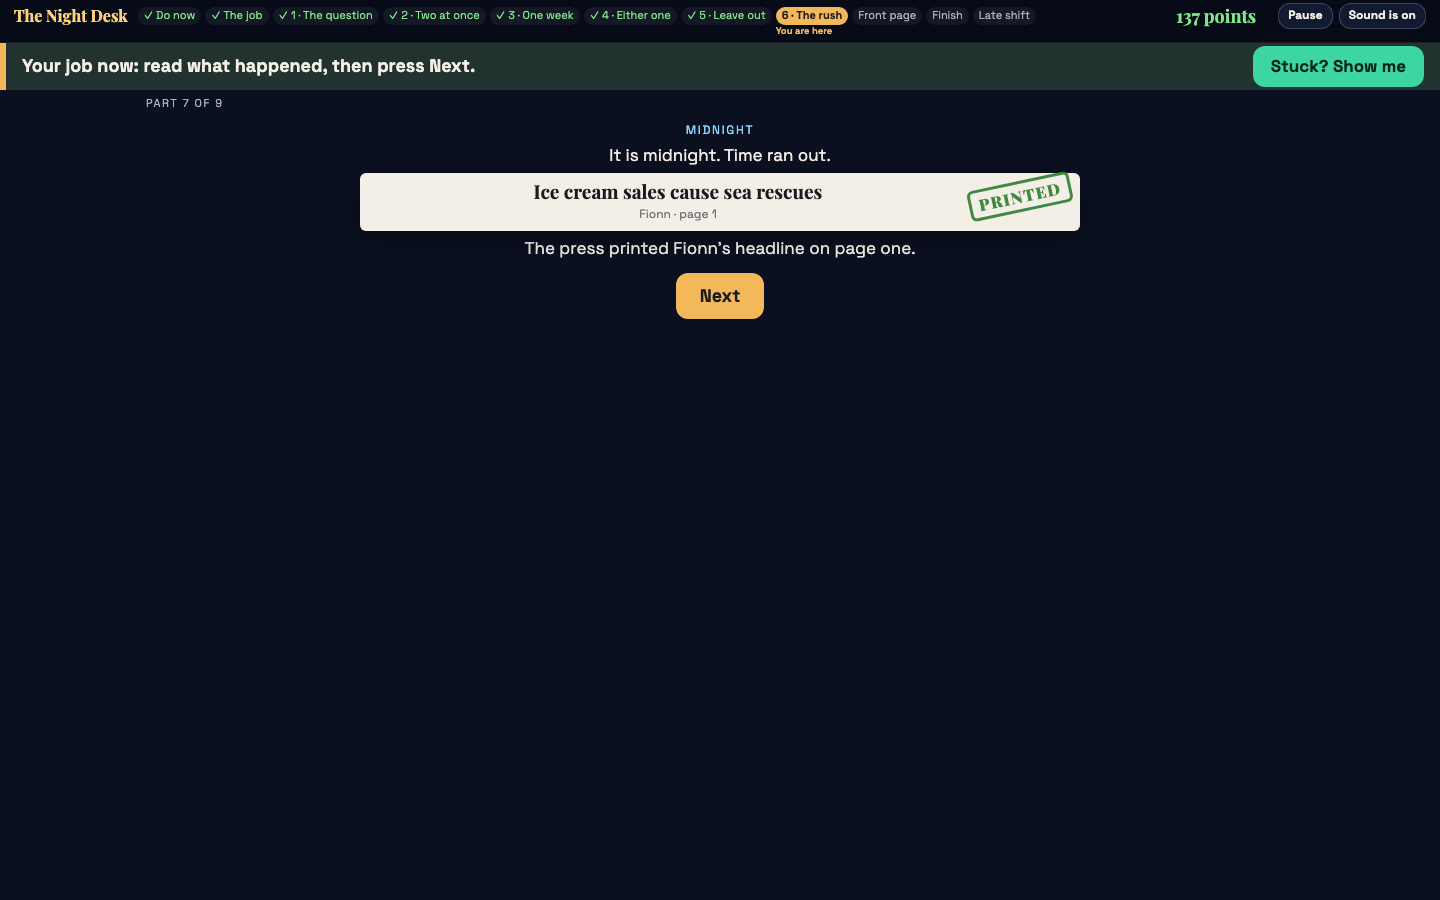 The Night Desk
✓ Do now
✓ The job
✓ 1 · The question
✓ 2 · Two at once
✓ 3 · One week
✓ 4 · Either one
✓ 5 · Leave out
6 · The rush
You are here
Front page
Finish
Late shift
137 points
Pause
Sound is on
Your job now: read what happened, then press Next.
Stuck? Show me
PART 7 OF 9
MIDNIGHT
It is midnight. Time ran out.
Ice cream sales cause sea rescues
Fionn · page 1
PRINTED
The press printed Fionn’s headline on page one.
Next